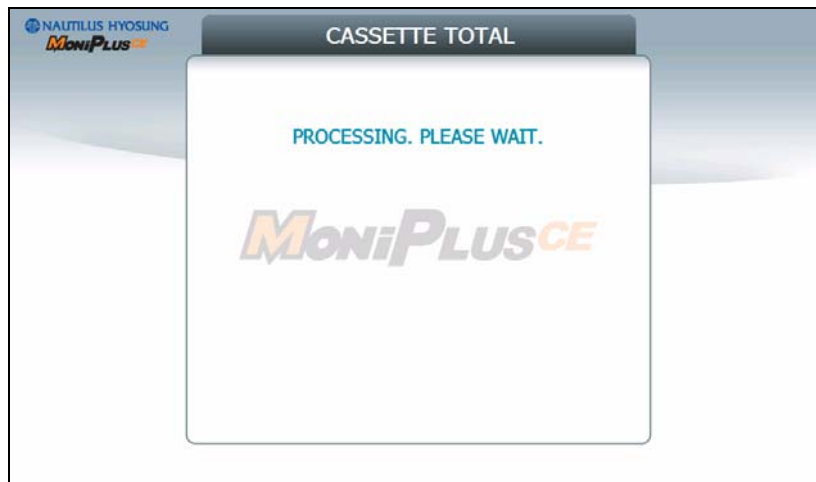 NAUTILUS HYOSUNG
MONiPLUSCE
CASSETTE TOTAL
PROCESSING. PLEASE WAIT.
MONiPLUSCE